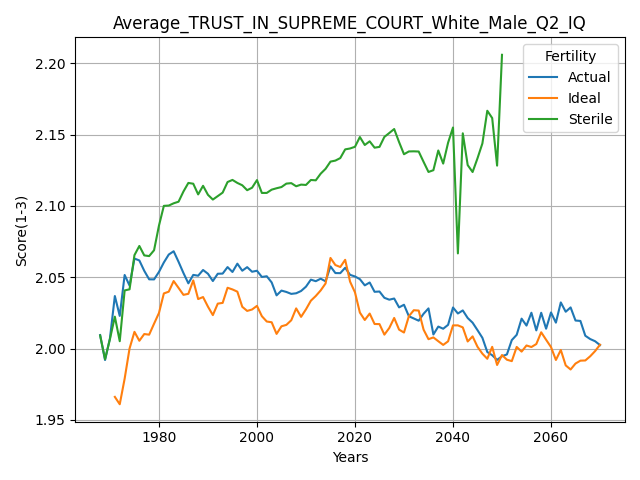 Average_TRUST_IN_SUPREME_COURT_White_Male_Q2_IQ
Fertility
Actual
Ideal
Sterile
Score(1-3)
2.20
2.15
2.10
2.05
2.00
1.95
1980
2000
2020
2040
2060
Years